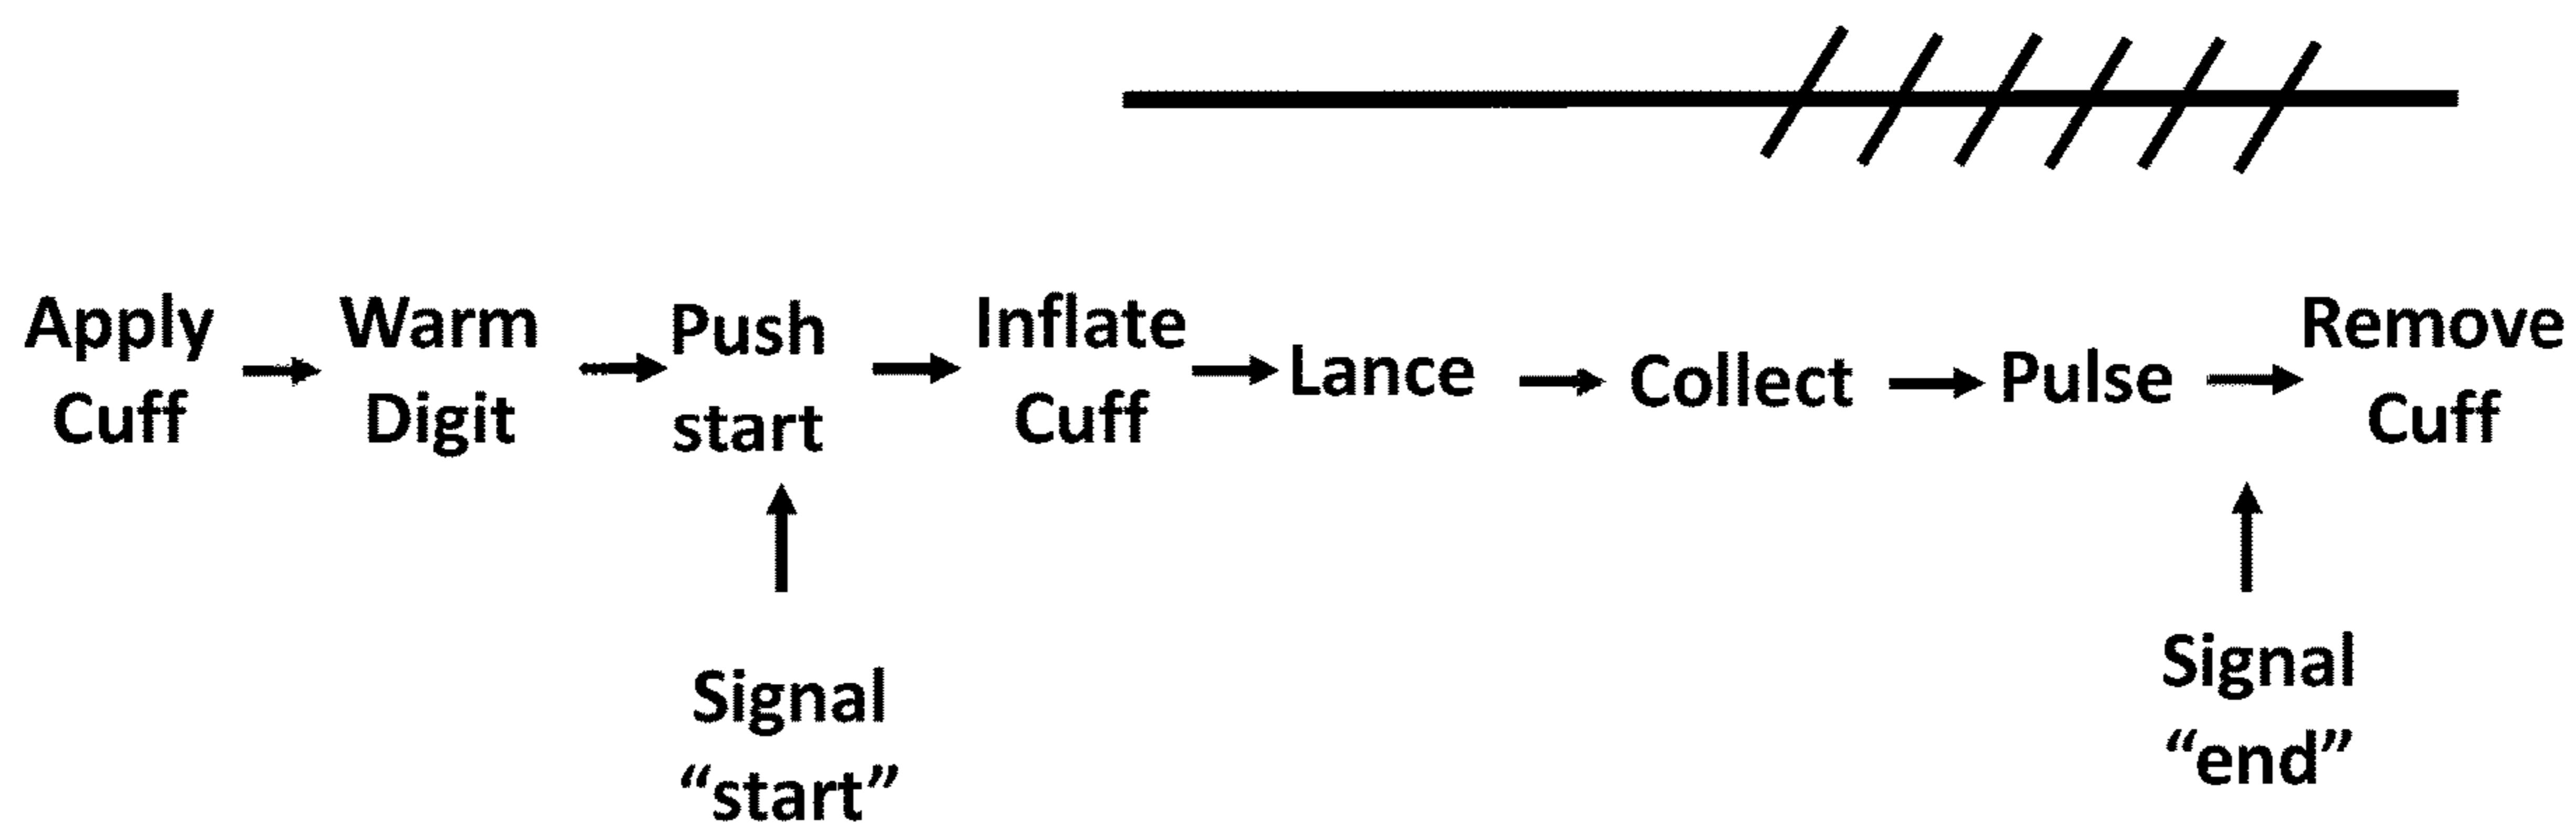 Apply
Cuff
Warm
Digit
Push
start
Inflate
Cuff
Lance
Collect
Pulse
Remove
Cuff
Signal
“start”
Signal
“end”